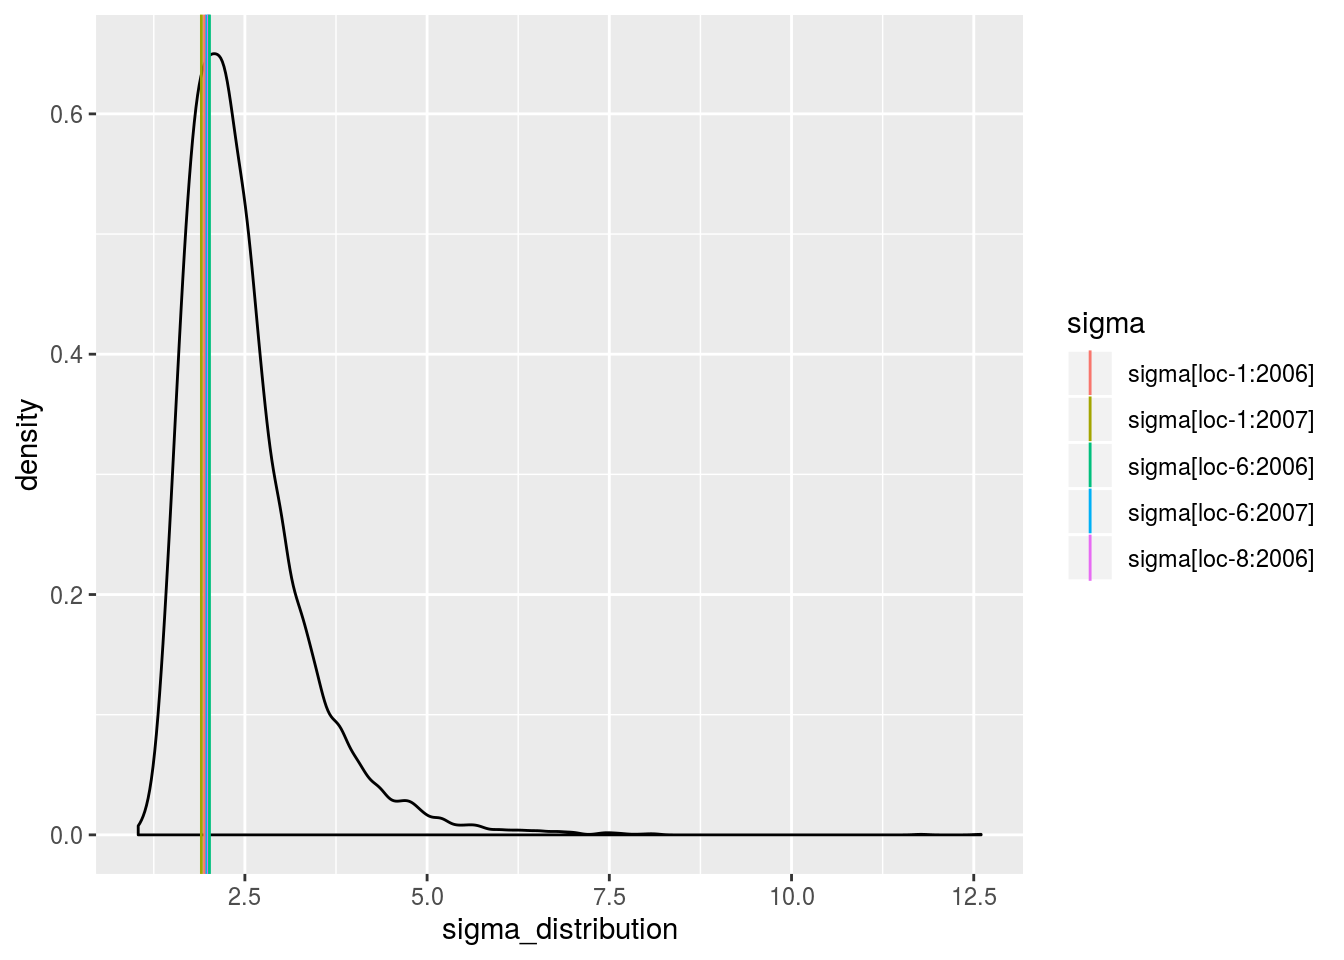 density
0.6
0.4
0.2
0.0
2.5 5.0 7.5 10.0 12.5
sigma_distribution
sigma
sigma[loc-1:2006]
sigma[loc-1:2007]
sigma[loc-6:2006]
sigma[loc-6:2007]
sigma[loc-8:2006]